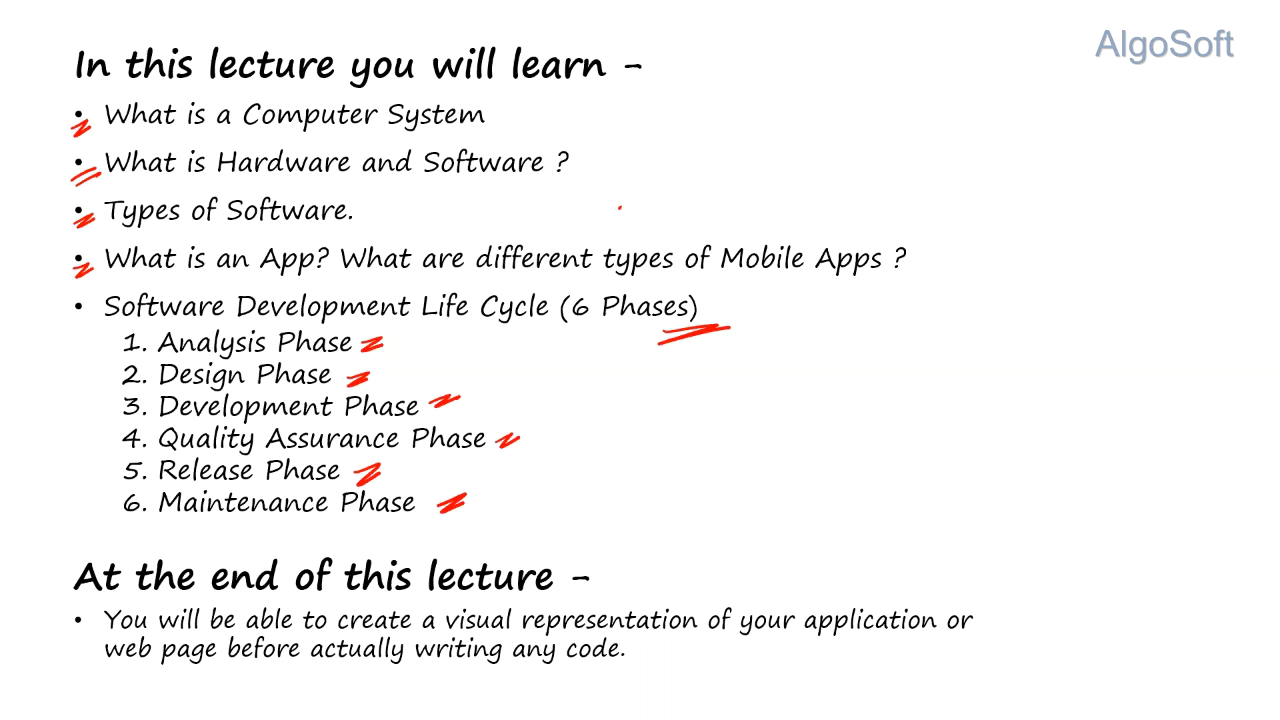 AlgoSoft
In this lecture you will learn -
• What is a Computer System
• What is Hardware and Software ?
• Types of Software.
• What is an App? What are different types of Mobile Apps ?
• Software Development Life Cycle (6 Phases)
1. Analysis Phase
2. Design Phase
3. Development Phase
4. Quality Assurance Phase
5. Release Phase
6. Maintenance Phase
At the end of this lecture -
• You will be able to create a visual representation of your application or
web page before actually writing any code.